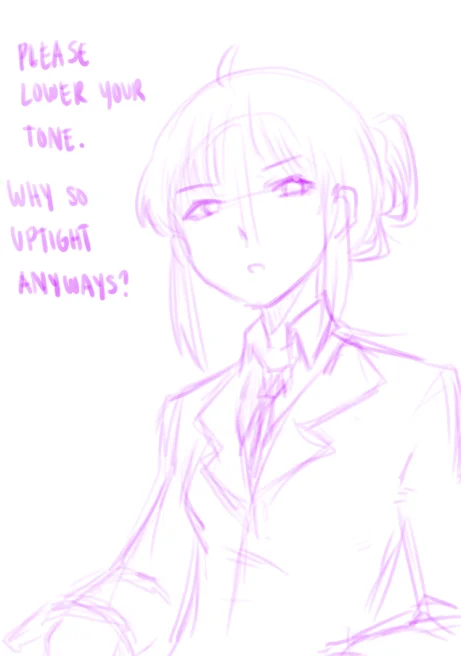 PLEASE
LOWER YOUR
TONE.
WHY SO
UPTIGHT
ANYWAYS?